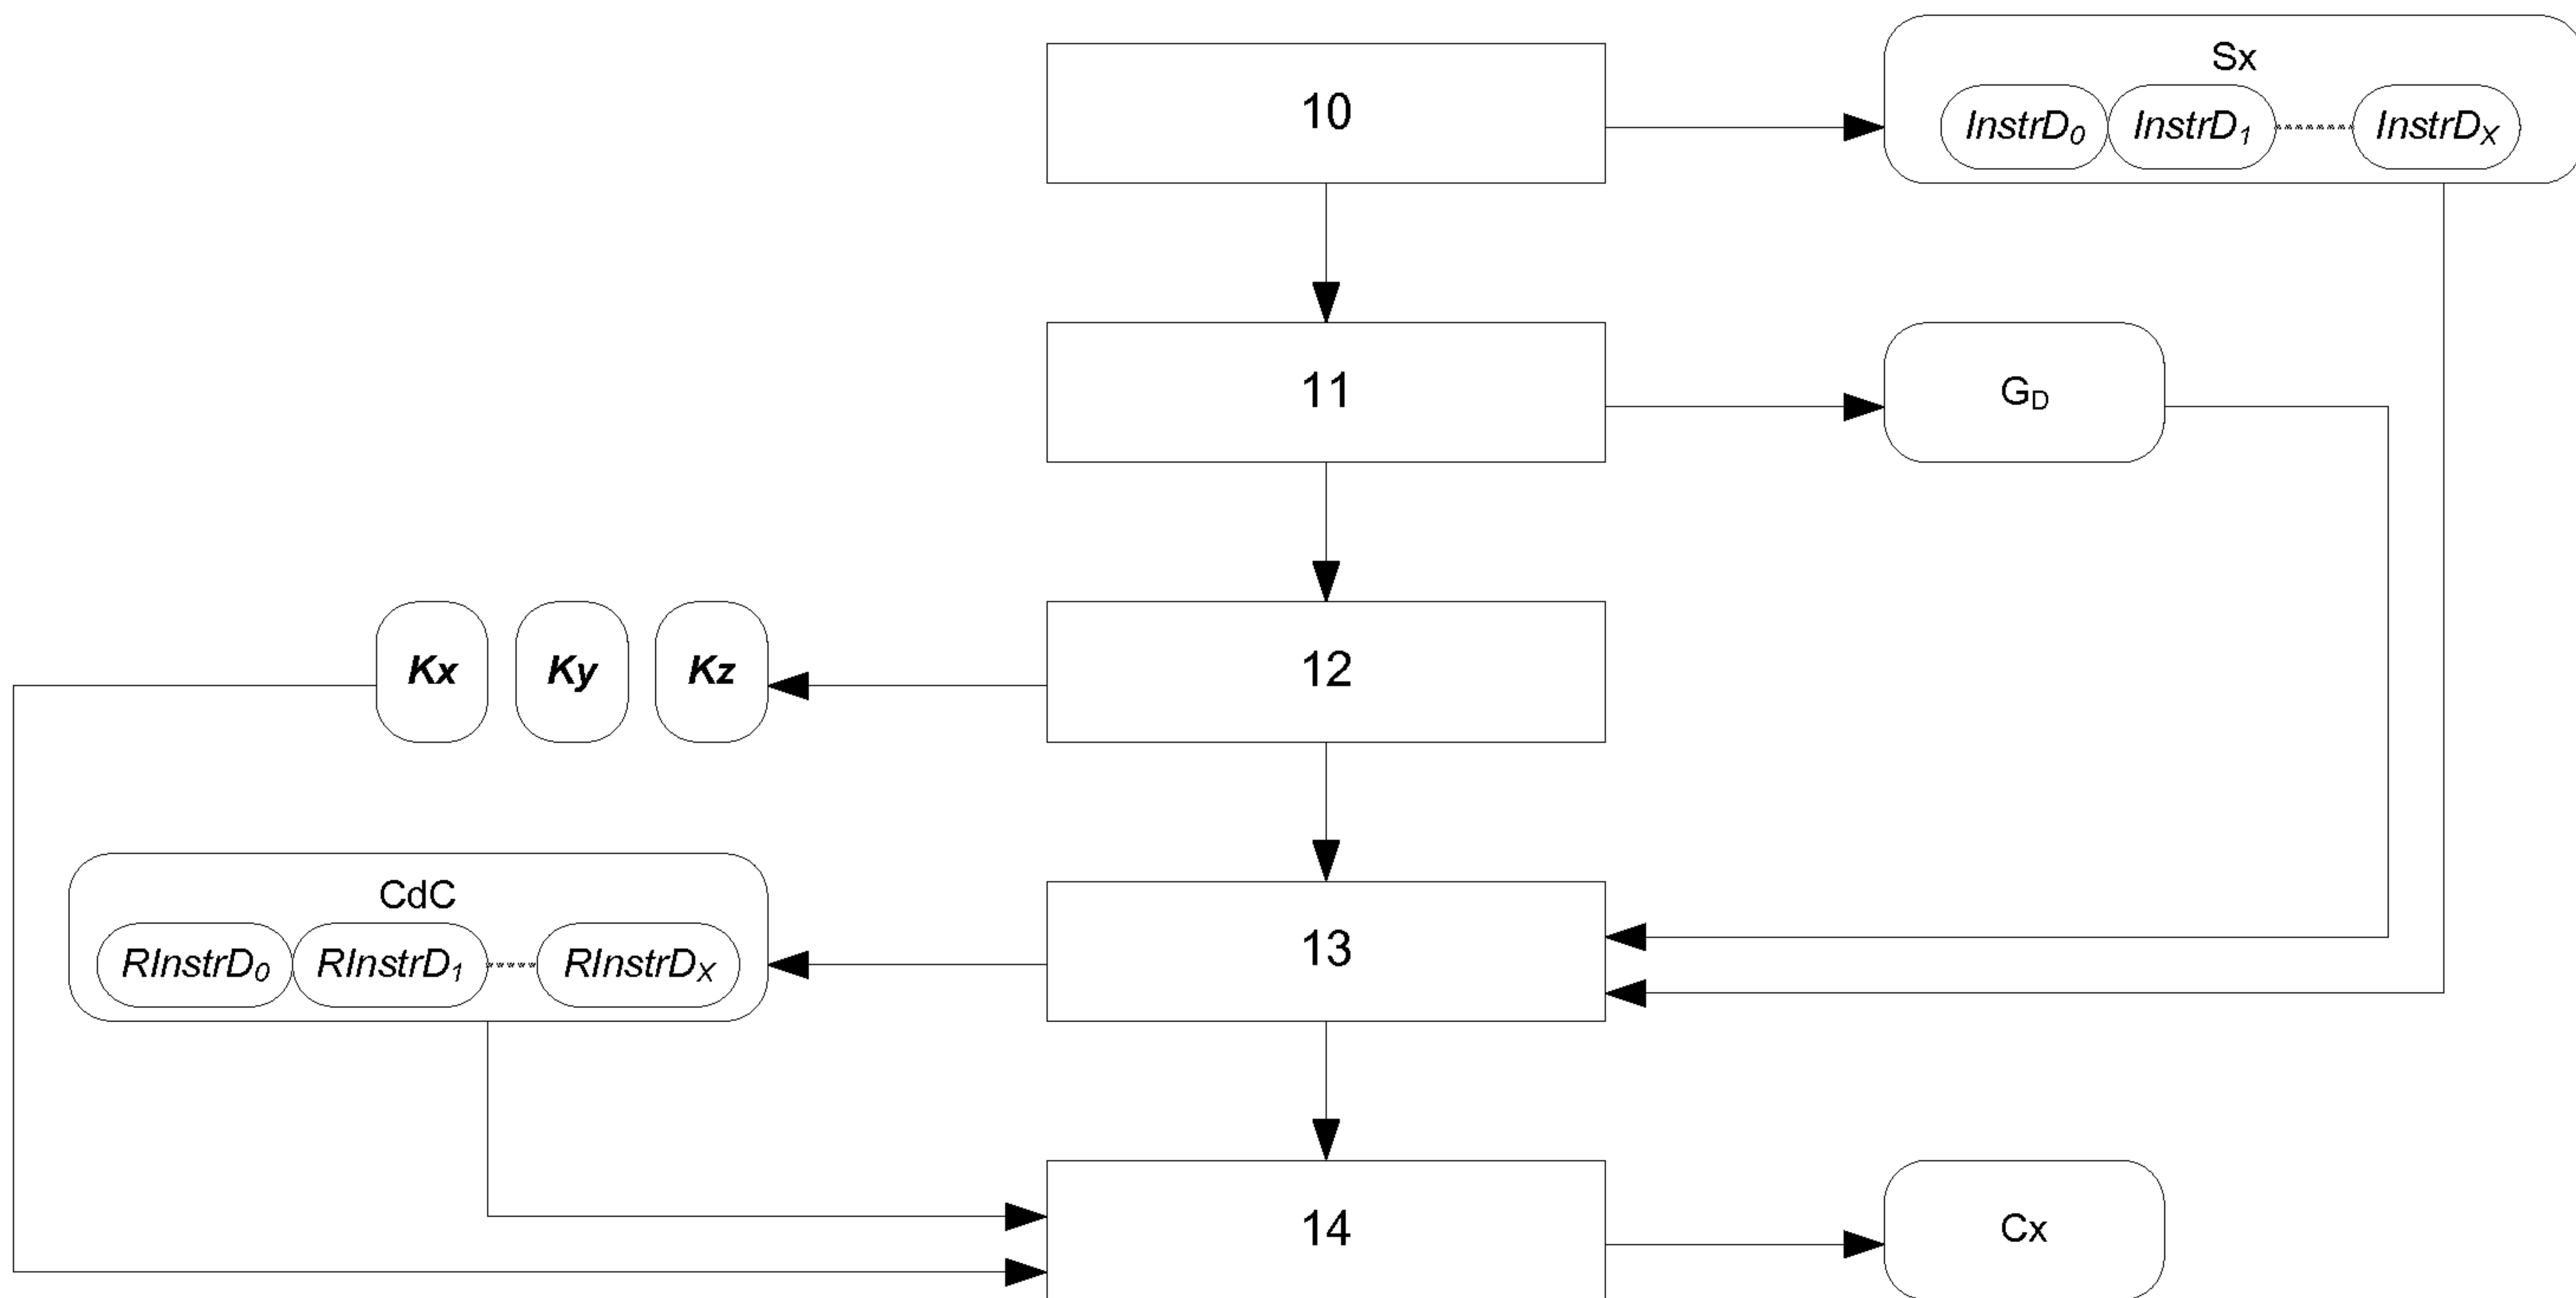 10
Sx
InstrD₀ InstrD₁ InstrDX
11
GD
Kx Ky Kz
12
CdC
RInstrD₀ RInstrD₁ RInstrDX
13
14
Cx